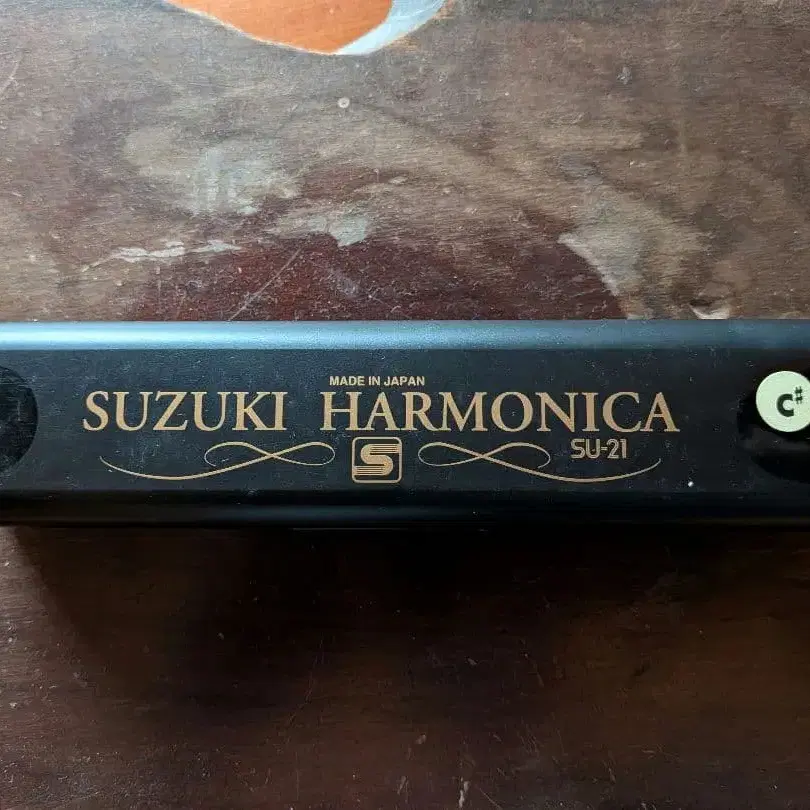 MADE IN JAPAN
SUZUKI HARMONICA
S
SU-21
C#